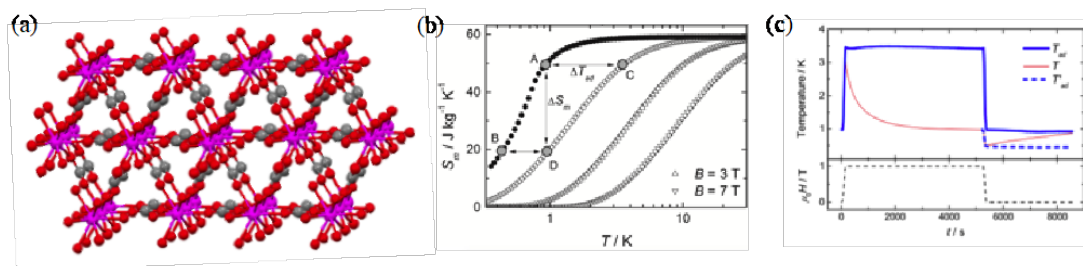 (a)
(b)
60
40
20
0
S_m / J kg⁻¹ K⁻¹
A
ΔT_ad
C
ΔS_m
B
D
△ B = 3 T
▽ B = 7 T
1
10
T / K
(c)
Temperature / K
4
3
2
1
T_ad
T
T'_ad
μ₀H / T
1
0
0
2000
4000
6000
8000
t / s